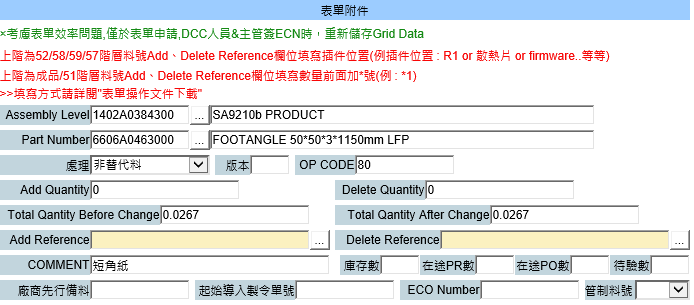 表單附件
×考慮表單效率問題,僅於表單申請,DCC人員&主管簽ECN時，重新儲存Grid Data
上階為52/58/59/57階層料號Add、Delete Reference欄位填寫插件位置(例插件位置 : R1 or 散熱片 or firmware..等等)
上階為成品/51階層料號Add、Delete Reference欄位填寫數量前面加*號(例 : *1)
>>填寫方式請詳閱"表單操作文件下載"
Assembly Level 1402A0384300 ... SA9210b PRODUCT
Part Number 6606A0463000 ... FOOTANGLE 50*50*3*1150mm LFP
處理 非替代料 版本 OP CODE 80
Add Quantity 0 Delete Quantity 0
Total Qantity Before Change 0.0267 Total Qantity After Change 0.0267
Add Reference ... Delete Reference ...
COMMENT 短角紙 庫存數 在途PR數 在途PO數 待驗數
廠商先行備料 起始導入製令單號 ECO Number 管制料號